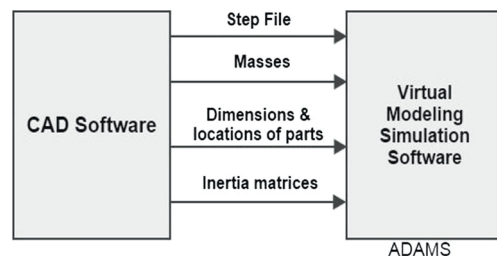 Step File
Masses
CAD Software
Dimensions &
locations of parts
Inertia matrices
Virtual
Modeling
Simulation
Software
ADAMS